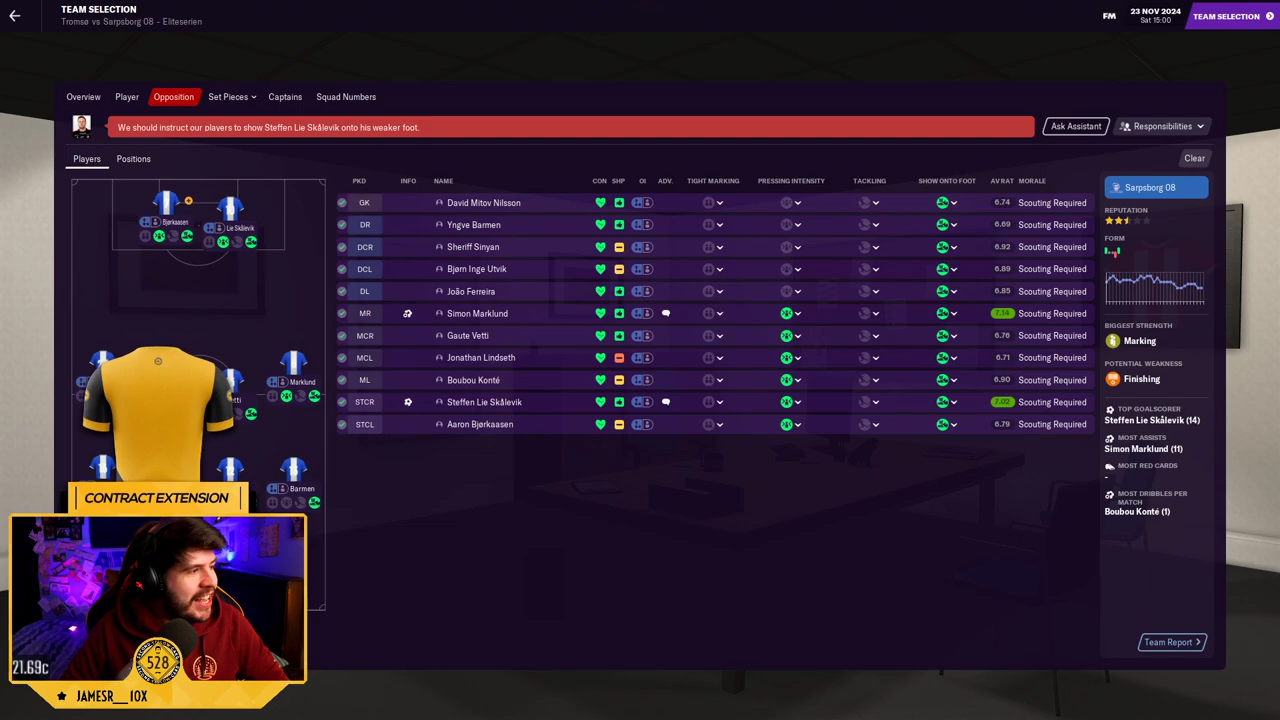 TEAM SELECTION
Tromsø vs Sarpsborg 08 - Eliteserien
FM
23 NOV 2024
Sat 15:00
TEAM SELECTION
Overview
Player
Opposition
Set Pieces
Captains
Squad Numbers
We should instruct our players to show Steffen Lie Skålevik onto his weaker foot.
Ask Assistant
Responsibilities
Players
Positions
Clear
PKD INFO NAME CON SHP OI ADV. TIGHT MARKING PRESSING INTENSITY TACKLING SHOW ONTO FOOT AV RAT MORALE
GK David Mitov Nilsson 6.74 Scouting Required
DR Yngve Barmen 6.69 Scouting Required
DCR Sheriff Sinyan 6.92 Scouting Required
DCL Bjørn Inge Utvik 6.89 Scouting Required
DL João Ferreira 6.85 Scouting Required
MR Simon Marklund 7.14 Scouting Required
MCR Gaute Vetti 6.76 Scouting Required
MCL Jonathan Lindseth 6.71 Scouting Required
ML Boubou Konté 6.90 Scouting Required
STCR Steffen Lie Skålevik 7.02 Scouting Required
STCL Aaron Bjørkaasen 6.79 Scouting Required
Bjørkaasen
Lie Skålevik
Marklund
etti
Barmen
Sarpsborg 08
REPUTATION
FORM
BIGGEST STRENGTH
Marking
POTENTIAL WEAKNESS
Finishing
TOP GOALSCORER
Steffen Lie Skålevik (14)
MOST ASSISTS
Simon Marklund (11)
MOST RED CARDS
-
MOST DRIBBLES PER
MATCH
Boubou Konté (1)
Team Report
CONTRACT EXTENSION
21.69c
528
JAMESR__10X